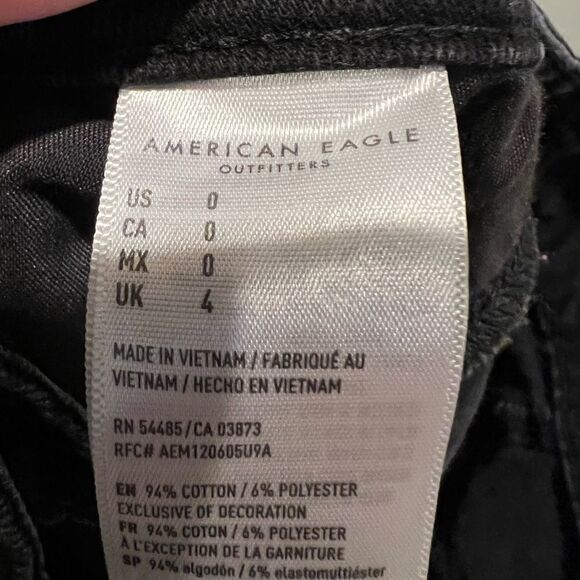 AMERICAN EAGLE
OUTFITTERS
US 0
CA 0
MX 0
UK 4
MADE IN VIETNAM / FABRIQUÉ AU
VIETNAM / HECHO EN VIETNAM
RN 54485/CA 03873
RFC# AEM120605U9A
EN 94% COTTON / 6% POLYESTER
EXCLUSIVE OF DECORATION
FR 94% COTON / 6% POLYESTER
À L'EXCEPTION DE LA GARNITURE
SP 94% algodón / 6% elastomultiéster